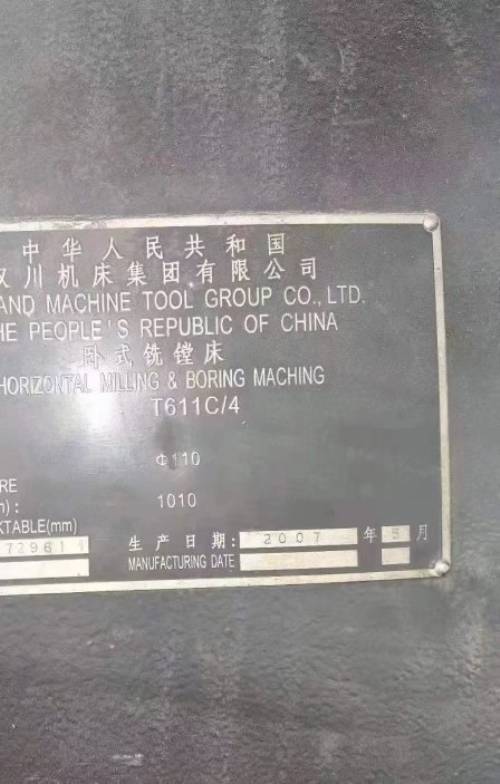 中华人民共和国
汉川机床集团有限公司
AND MACHINE TOOL GROUP CO., LTD.
HE PEOPLE'S REPUBLIC OF CHINA
卧式铣镗床
HORIZONTAL MILLING & BORING MACHING
T611C/4
Φ110
RE
1010
):
KTABLE(mm)
生产日期: 2007 年 5 月
MANUFACTURING DATE